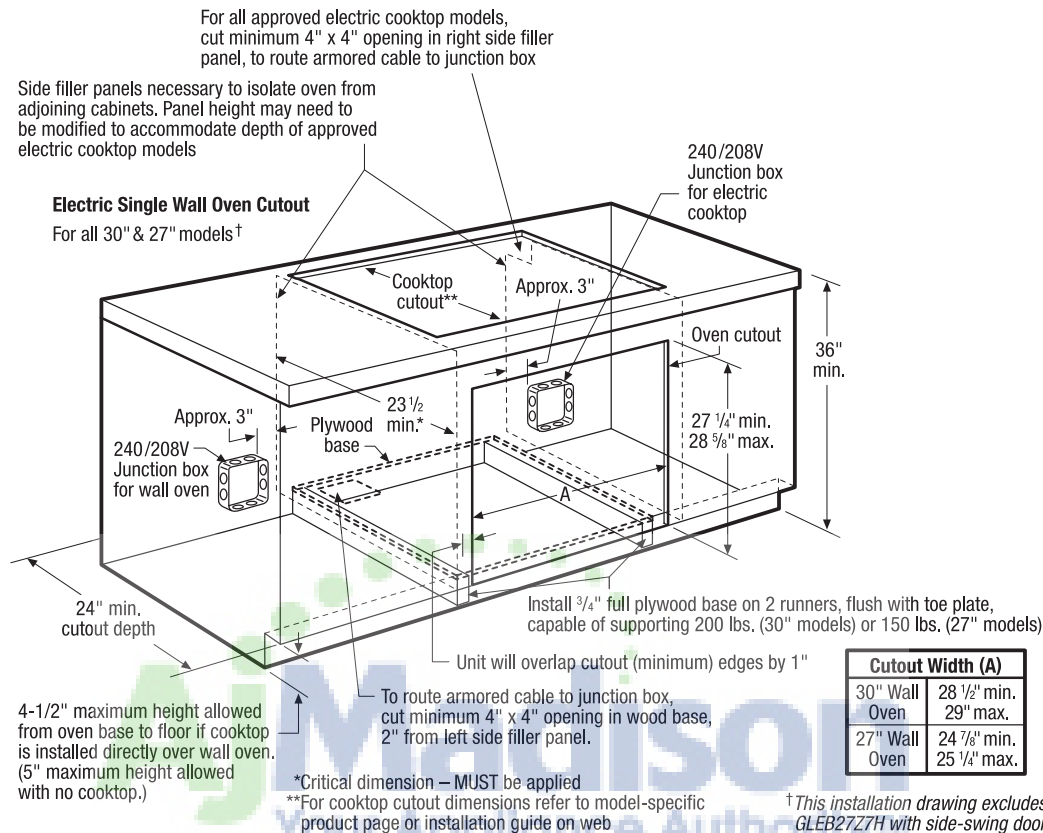 For all approved electric cooktop models,
cut minimum 4" x 4" opening in right side filler
panel, to route armored cable to junction box
Side filler panels necessary to isolate oven from
adjoining cabinets. Panel height may need to
be modified to accommodate depth of approved
electric cooktop models
240/208V
Junction box
for electric
cooktop
Electric Single Wall Oven Cutout
For all 30" & 27" models†
Cooktop
cutout**
Approx. 3"
Oven cutout
36"
min.
23 1/2
min.*
27 1/4" min.
28 5/8" max.
Approx. 3"
Plywood
base
240/208V
Junction box
for wall oven
A
24" min.
cutout depth
Install 3/4" full plywood base on 2 runners, flush with toe plate,
capable of supporting 200 lbs. (30" models) or 150 lbs. (27" models)
Unit will overlap cutout (minimum) edges by 1"
To route armored cable to junction box,
cut minimum 4" x 4" opening in wood base,
2" from left side filler panel.
4-1/2" maximum height allowed
from oven base to floor if cooktop
is installed directly over wall oven.
(5" maximum height allowed
with no cooktop.)
Cutout Width (A)
30" Wall Oven 28 1/2" min. 29" max.
27" Wall Oven 24 7/8" min. 25 1/4" max.
*Critical dimension – MUST be applied
**For cooktop cutout dimensions refer to model-specific
product page or installation guide on web
†This installation drawing excludes
GLEB27Z7H with side-swing door
AjMadison